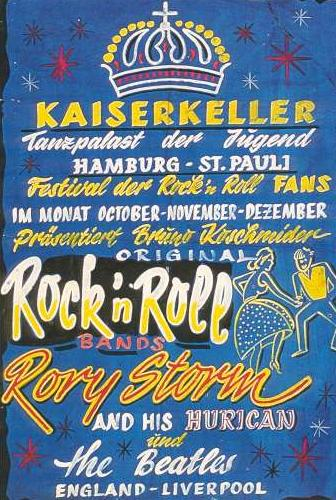 KAISERKELLER
Tanzpalast der Jugend
HAMBURG - ST. PAULI
Festival der Rock'n Roll FANS
IM MONAT OCTOBER-NOVEMBER-DEZEMBER
Präsentiert Bruno Koschmider
ORIGINAL
Rock'n'Roll
BANDS
Rory Storm
AND HIS HURICAN
und
the Beatles
ENGLAND - LIVERPOOL